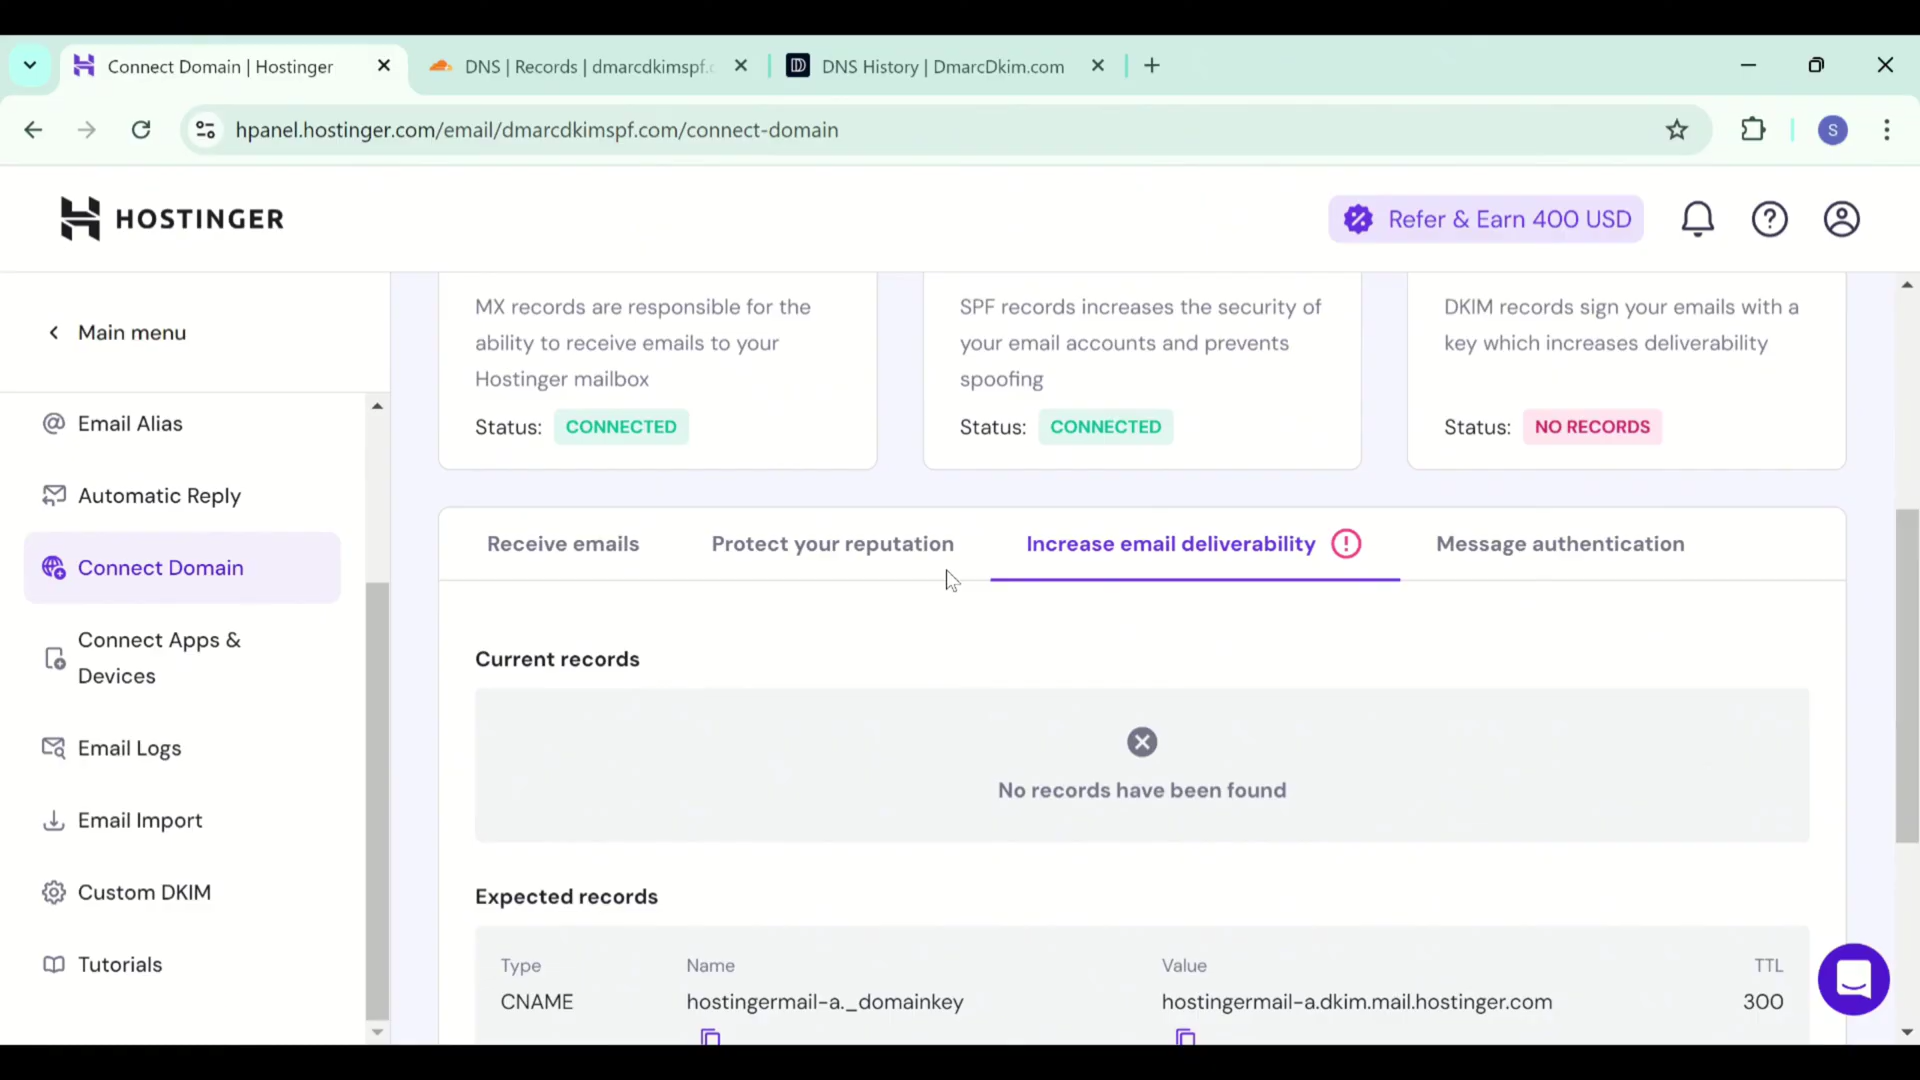 Connect Domain | Hostinger
DNS | Records | dmarcdkimspf.c
DNS History | DmarcDkim.com
hpanel.hostinger.com/email/dmarcdkimspf.com/connect-domain
S
HOSTINGER
Refer & Earn 400 USD
Main menu
Email Alias
Automatic Reply
Connect Domain
Connect Apps &
Devices
Email Logs
Email Import
Custom DKIM
Tutorials
MX records are responsible for the
ability to receive emails to your
Hostinger mailbox
Status: CONNECTED
SPF records increases the security of
your email accounts and prevents
spoofing
Status: CONNECTED
DKIM records sign your emails with a
key which increases deliverability
Status: NO RECORDS
Receive emails
Protect your reputation
Increase email deliverability
Message authentication
Current records
No records have been found
Expected records
Type Name Value TTL
CNAME hostingermail-a._domainkey hostingermail-a.dkim.mail.hostinger.com 300